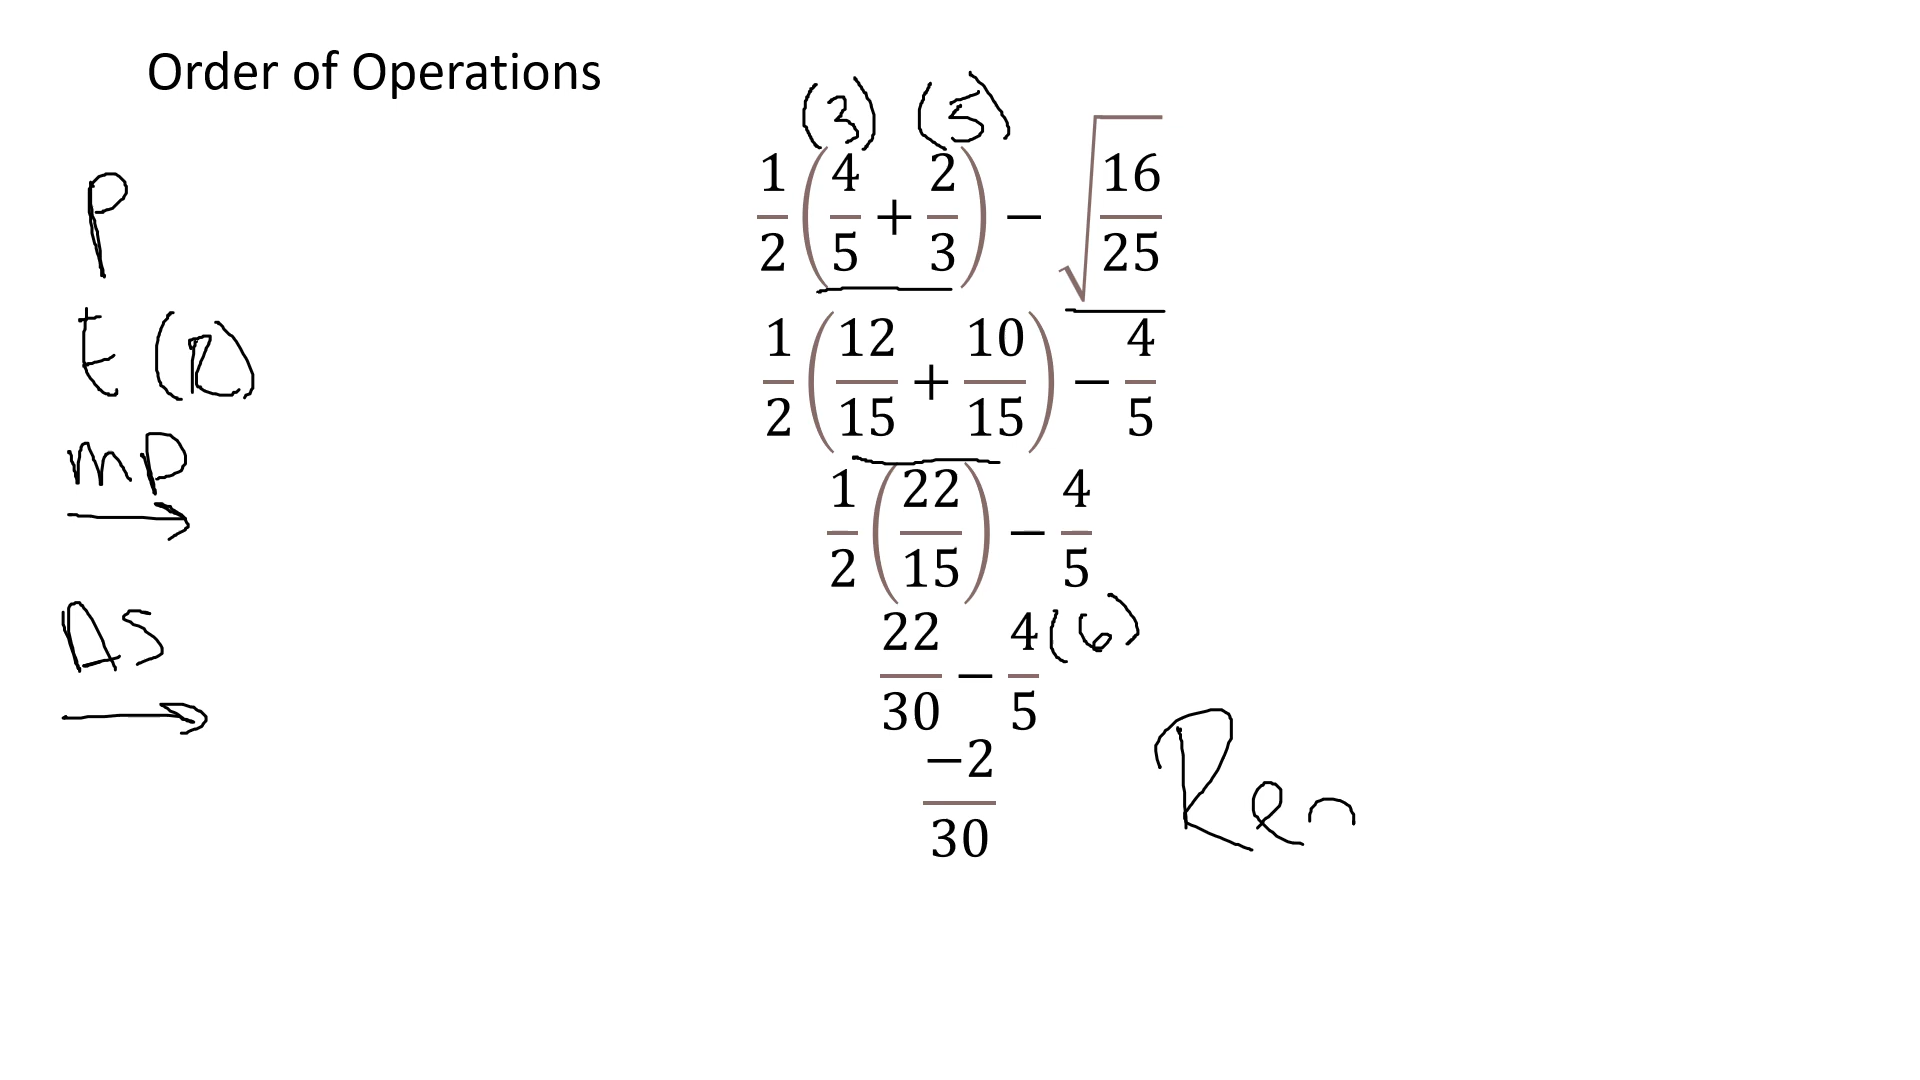 Order of Operations
P
E (R)
MD
AS
(3) (5)
1/2 (4/5 + 2/3) − √(16/25)
1/2 (12/15 + 10/15) − 4/5
1/2 (22/15) − 4/5
22/30 − 4/5 (6)
−2/30
Ren